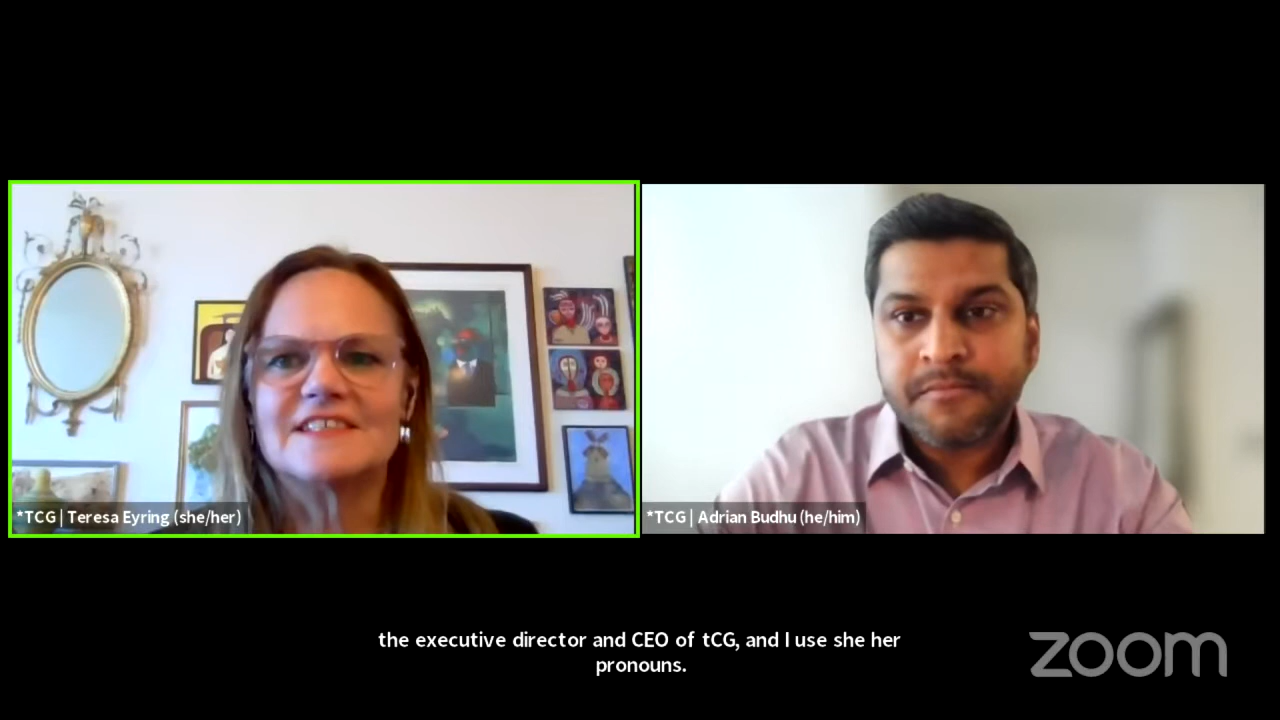 *TCG | Teresa Eyring (she/her)
*TCG | Adrian Budhu (he/him)
the executive director and CEO of tCG, and I use she her
pronouns.
zoom